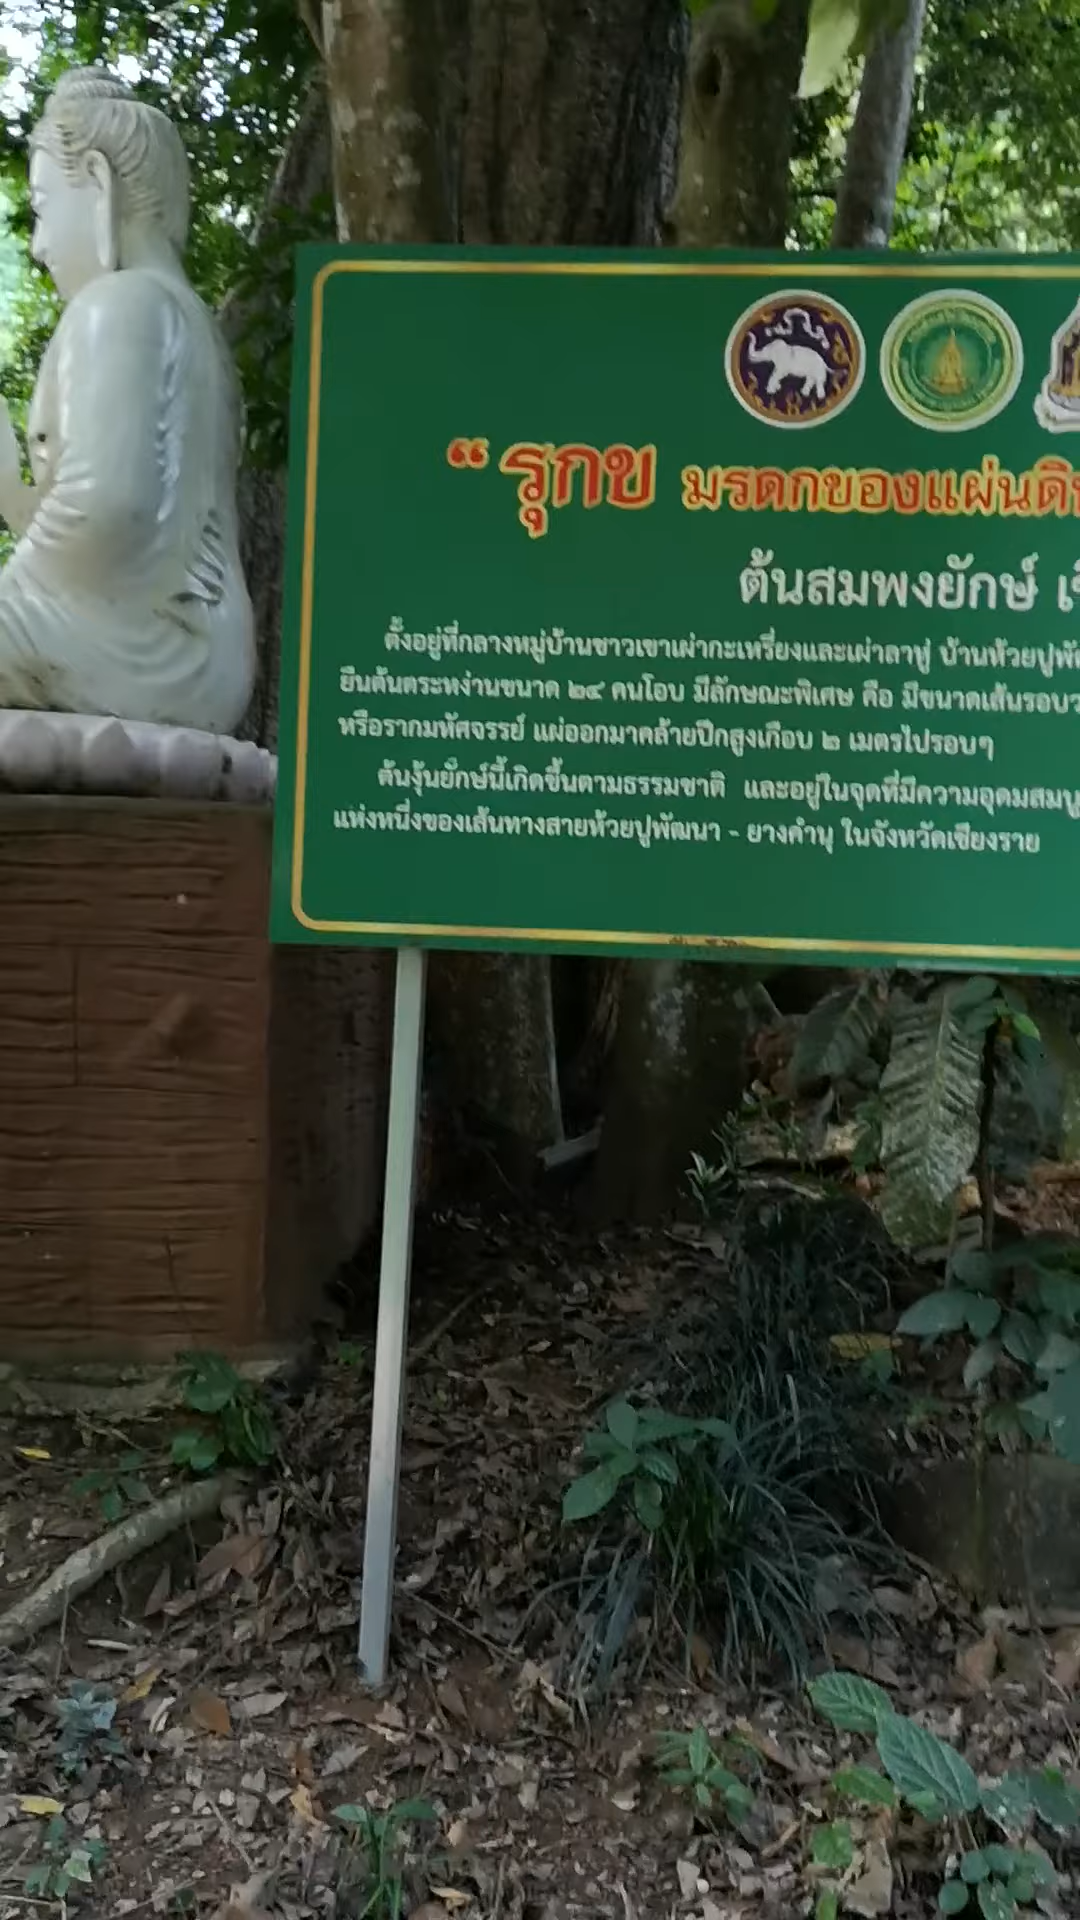 “ รุกข มรดกของแผ่นดิน
ต้นสมพงยักษ์
ตั้งอยู่ที่กลางหมู่บ้านชาวเขาเผ่ากะเหรี่ยงและเผ่าลาหู่ บ้านห้วยปูพั
ยืนต้นตระหง่านขนาด ๒๔ คนโอบ มีลักษณะพิเศษ คือ มีขนาดเส้นรอบว
หรือรากมหัศจรรย์ แผ่ออกมาคล้ายปีกสูงเกือบ ๒ เมตรไปรอบๆ
ต้นงุ้นยักษ์นี้เกิดขึ้นตามธรรมชาติ และอยู่ในจุดที่มีความอุดมสมบู
แห่งหนึ่งของเส้นทางสายห้วยปูพัฒนา - ยางคำนุ ในจังหวัดเชียงราย